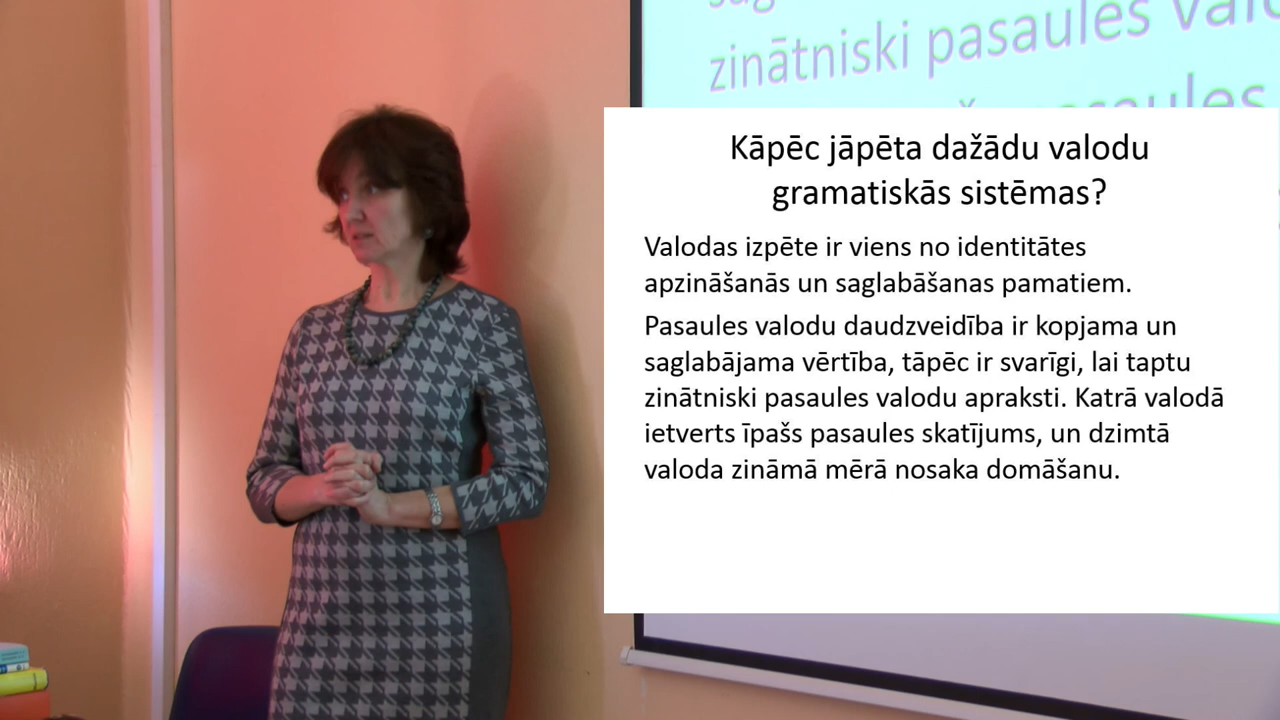 zinātniski pasaules
Kāpēc jāpēta dažādu valodu
gramatiskās sistēmas?
Valodas izpēte ir viens no identitātes
apzināšanās un saglabāšanas pamatiem.
Pasaules valodu daudzveidība ir kopjama un
saglabājama vērtība, tāpēc ir svarīgi, lai taptu
zinātniski pasaules valodu apraksti. Katrā valodā
ietverts īpašs pasaules skatījums, un dzimtā
valoda zināmā mērā nosaka domāšanu.